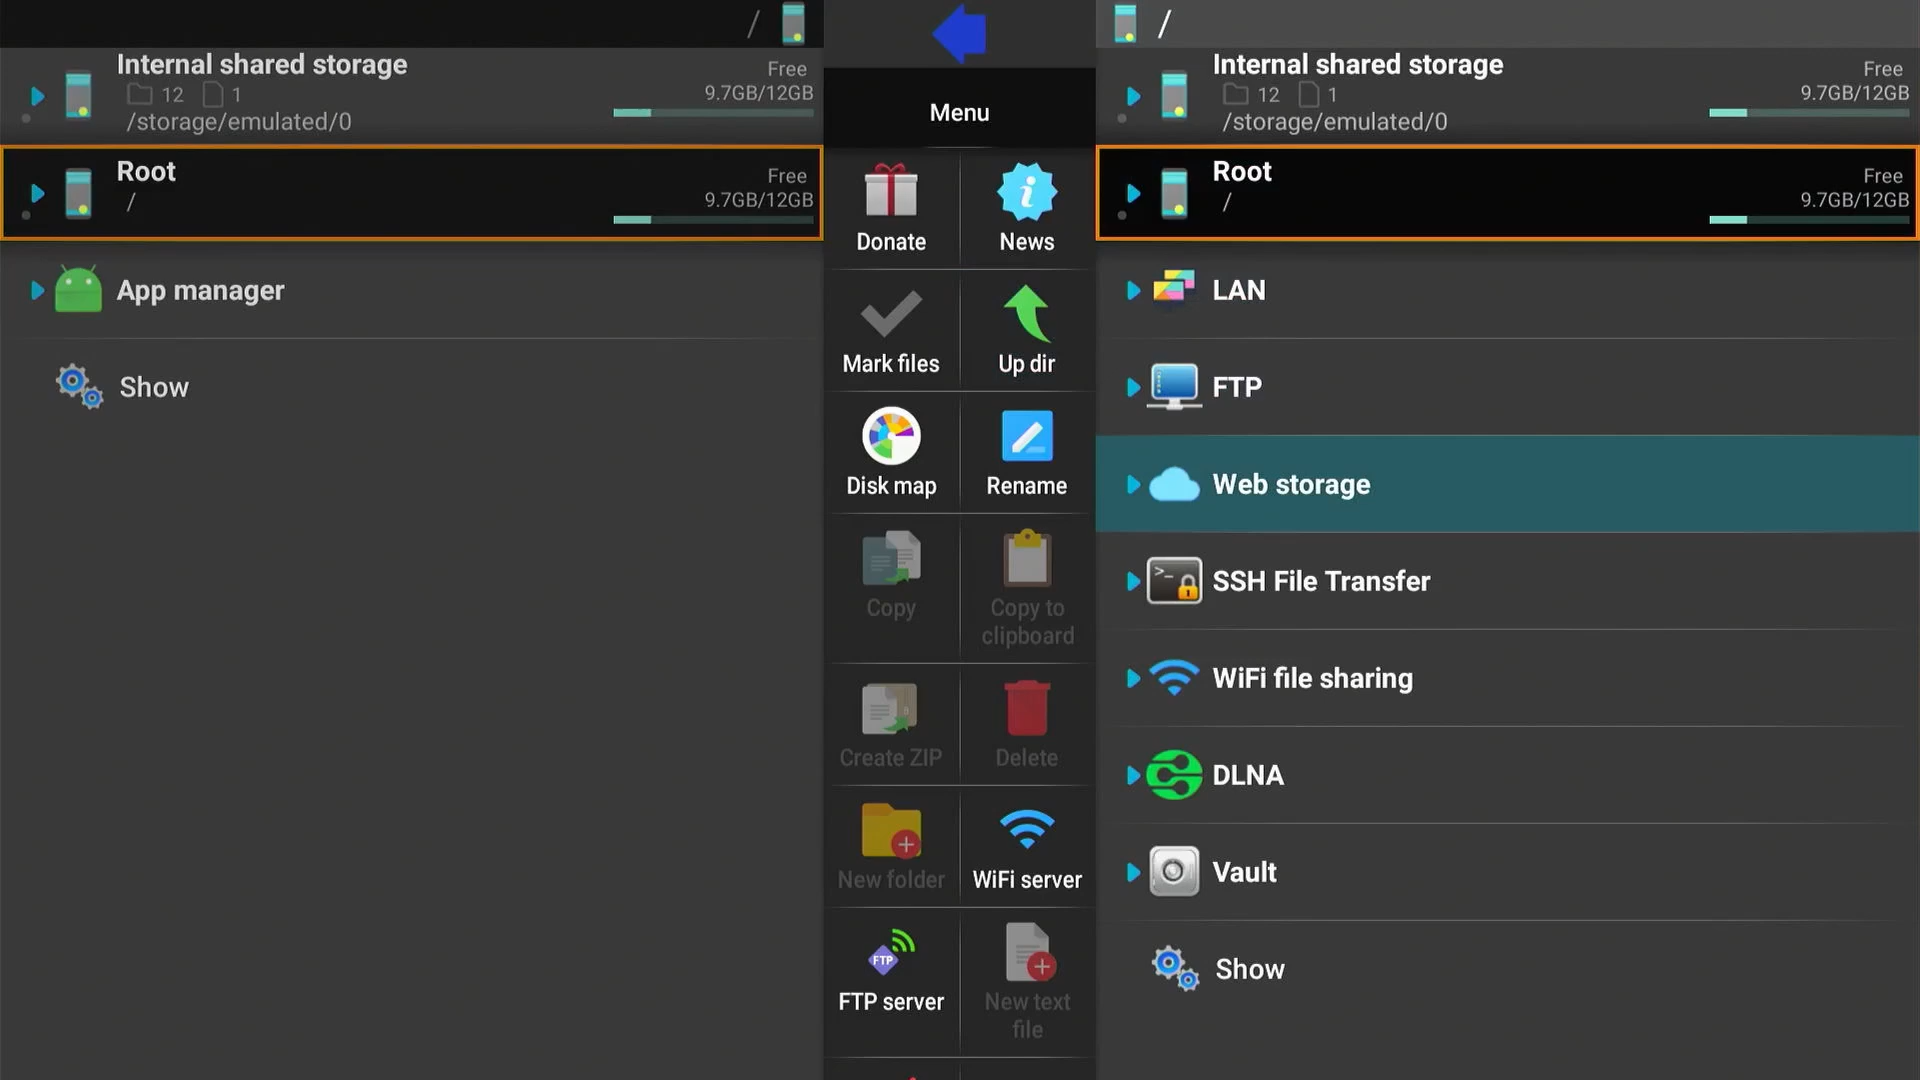 /
Internal shared storage
12 1
/storage/emulated/0
Free
9.7GB/12GB
Root
/
Free
9.7GB/12GB
App manager
Show
Menu
Donate
News
Mark files
Up dir
Disk map
Rename
Copy
Copy to
clipboard
Create ZIP
Delete
New folder
WiFi server
FTP
FTP server
New text
file
/
Internal shared storage
12 1
/storage/emulated/0
Free
9.7GB/12GB
Root
/
Free
9.7GB/12GB
LAN
FTP
Web storage
SSH File Transfer
WiFi file sharing
DLNA
Vault
Show